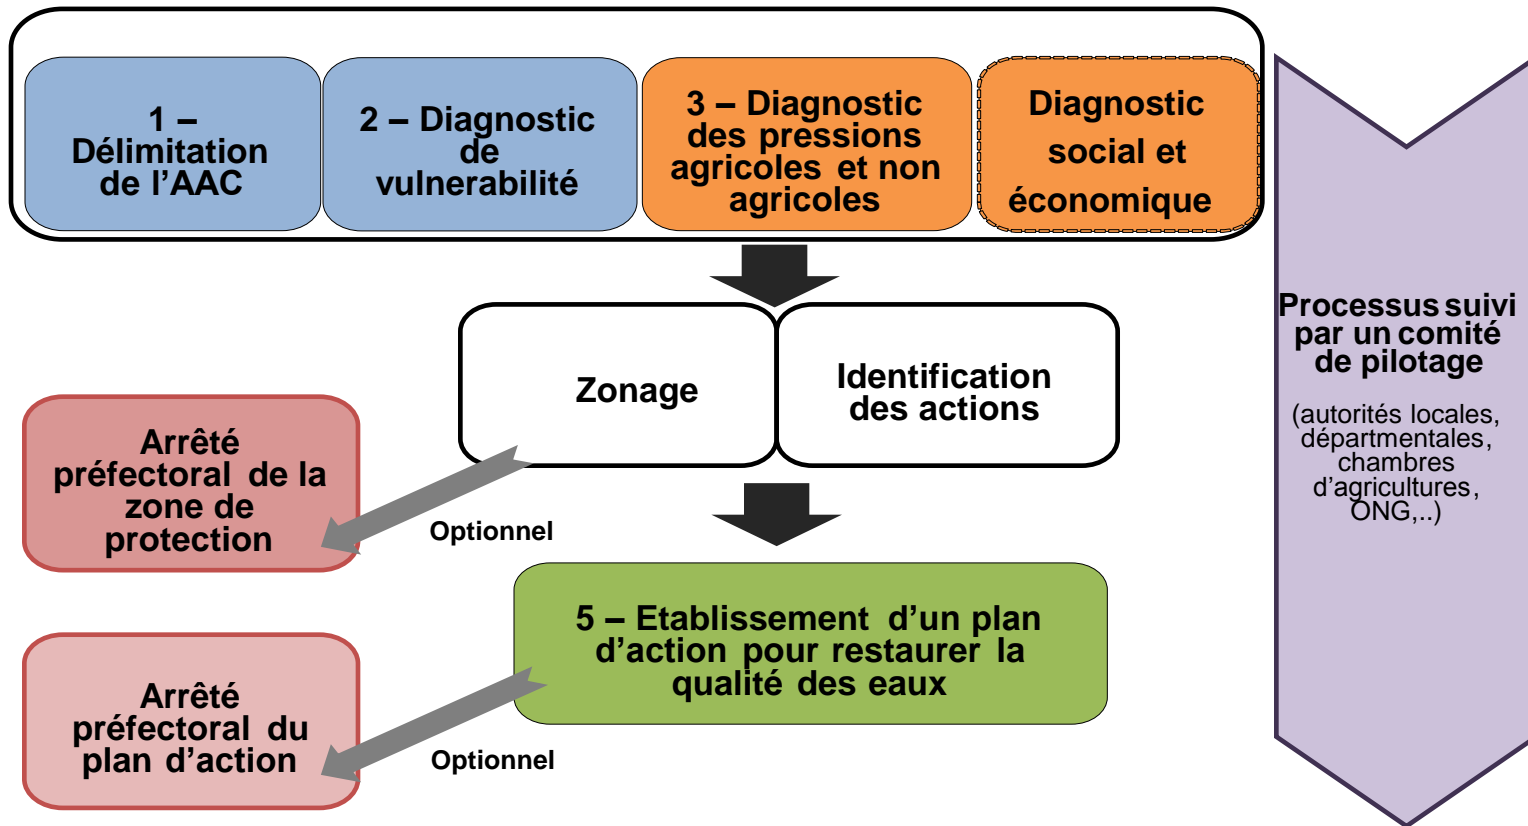 1 –
Délimitation
de l’AAC
2 – Diagnostic
de
vulnerabilité
3 – Diagnostic
des pressions
agricoles et non
agricoles
Diagnostic
social et
économique
Zonage
Identification
des actions
Arrêté
préfectoral de la
zone de
protection
Optionnel
5 – Etablissement d’un plan
d’action pour restaurer la
qualité des eaux
Arrêté
préfectoral du
plan d’action
Optionnel
Processus suivi
par un comité
de pilotage
(autorités locales,
départmentales,
chambres
d’agricultures,
ONG,..)